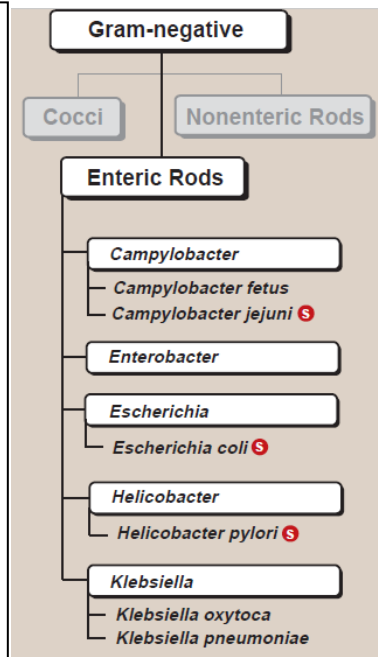 Gram-negative
Cocci
Nonenteric Rods
Enteric Rods
Campylobacter
Campylobacter fetus
Campylobacter jejuni S
Enterobacter
Escherichia
Escherichia coli S
Helicobacter
Helicobacter pylori S
Klebsiella
Klebsiella oxytoca
Klebsiella pneumoniae